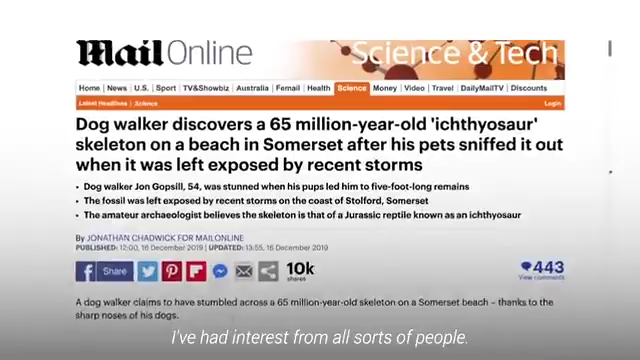 Mail Online
Science & Tech
Home News U.S. Sport TV&Showbiz Australia Femail Health Science Money Video Travel DailyMailTV Discounts
Latest Headlines Science Login
Dog walker discovers a 65 million-year-old 'ichthyosaur'
skeleton on a beach in Somerset after his pets sniffed it out
when it was left exposed by recent storms
• Dog walker Jon Gopsill, 54, was stunned when his pups led him to five-foot-long remains
• The fossil was left exposed by recent storms on the coast of Stolford, Somerset
• The amateur archaeologist believes the skeleton is that of a Jurassic reptile known as an ichthyosaur
By JONATHAN CHADWICK FOR MAILONLINE
PUBLISHED: 12:00, 16 December 2019 | UPDATED: 13:55, 16 December 2019
Share
10k
shares
443
View comments
A dog walker claims to have stumbled across a 65 million-year-old skeleton on a Somerset beach – thanks to the
sharp noses of his dogs.
I've had interest from all sorts of people.